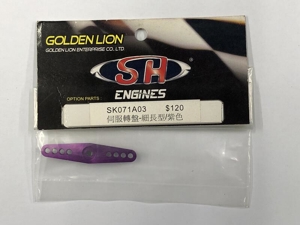 GOLDEN LION
GOLDEN LION ENTERPRISE CO., LTD
SH
OPTION PARTS
ENGINES
SK071A03 $120
伺服轉盤-細長型/紫色